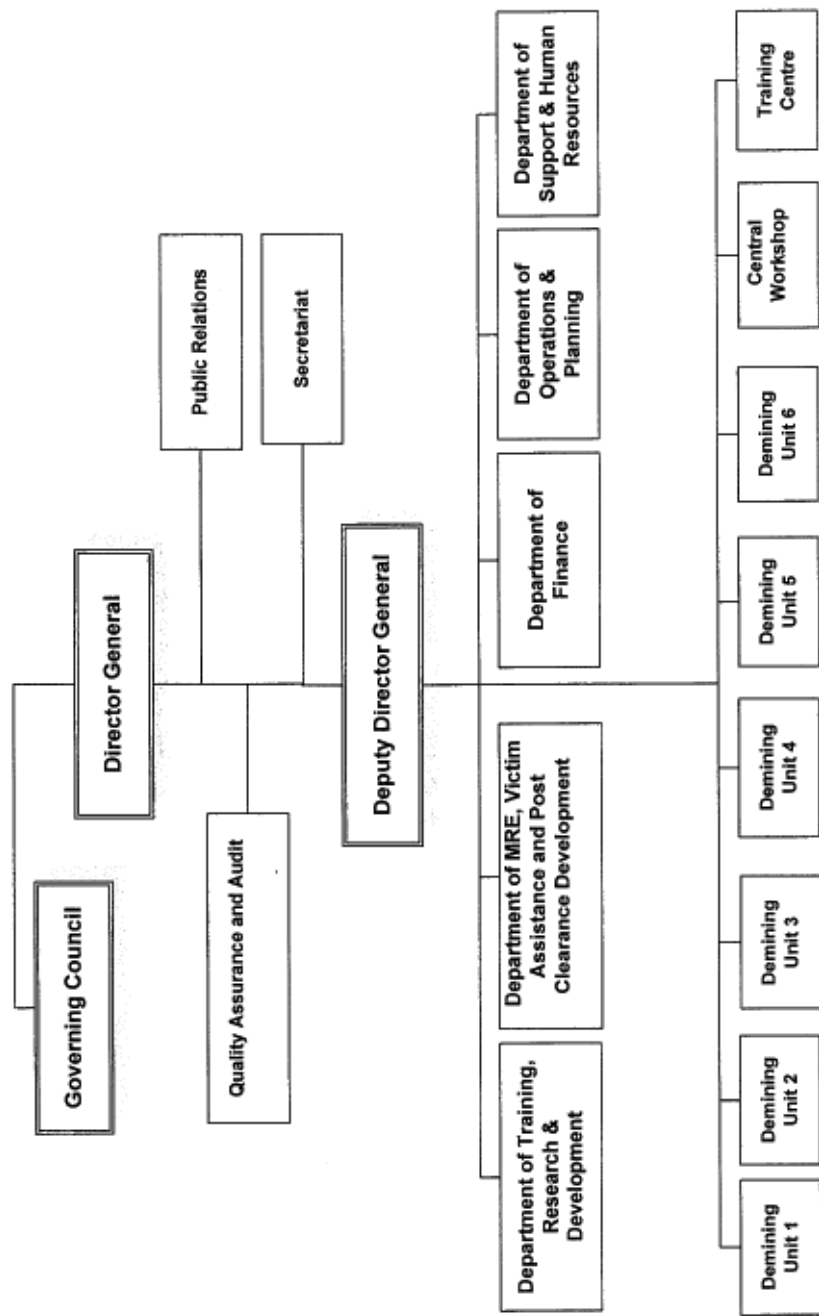 Governing Council
Director General
Public Relations
Quality Assurance and Audit
Secretariat
Deputy Director General
Department of Training,
Research &
Development
Department of MRE, Victim
Assistance and Post
Clearance Development
Department of
Finance
Department of
Operations &
Planning
Department of
Support & Human
Resources
Demining
Unit 1
Demining
Unit 2
Demining
Unit 3
Demining
Unit 4
Demining
Unit 5
Demining
Unit 6
Central
Workshop
Training
Centre